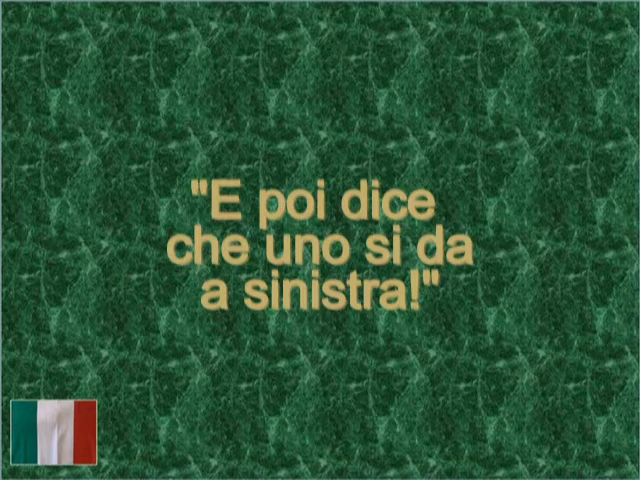 "E poi dice
che uno si da
a sinistra!"